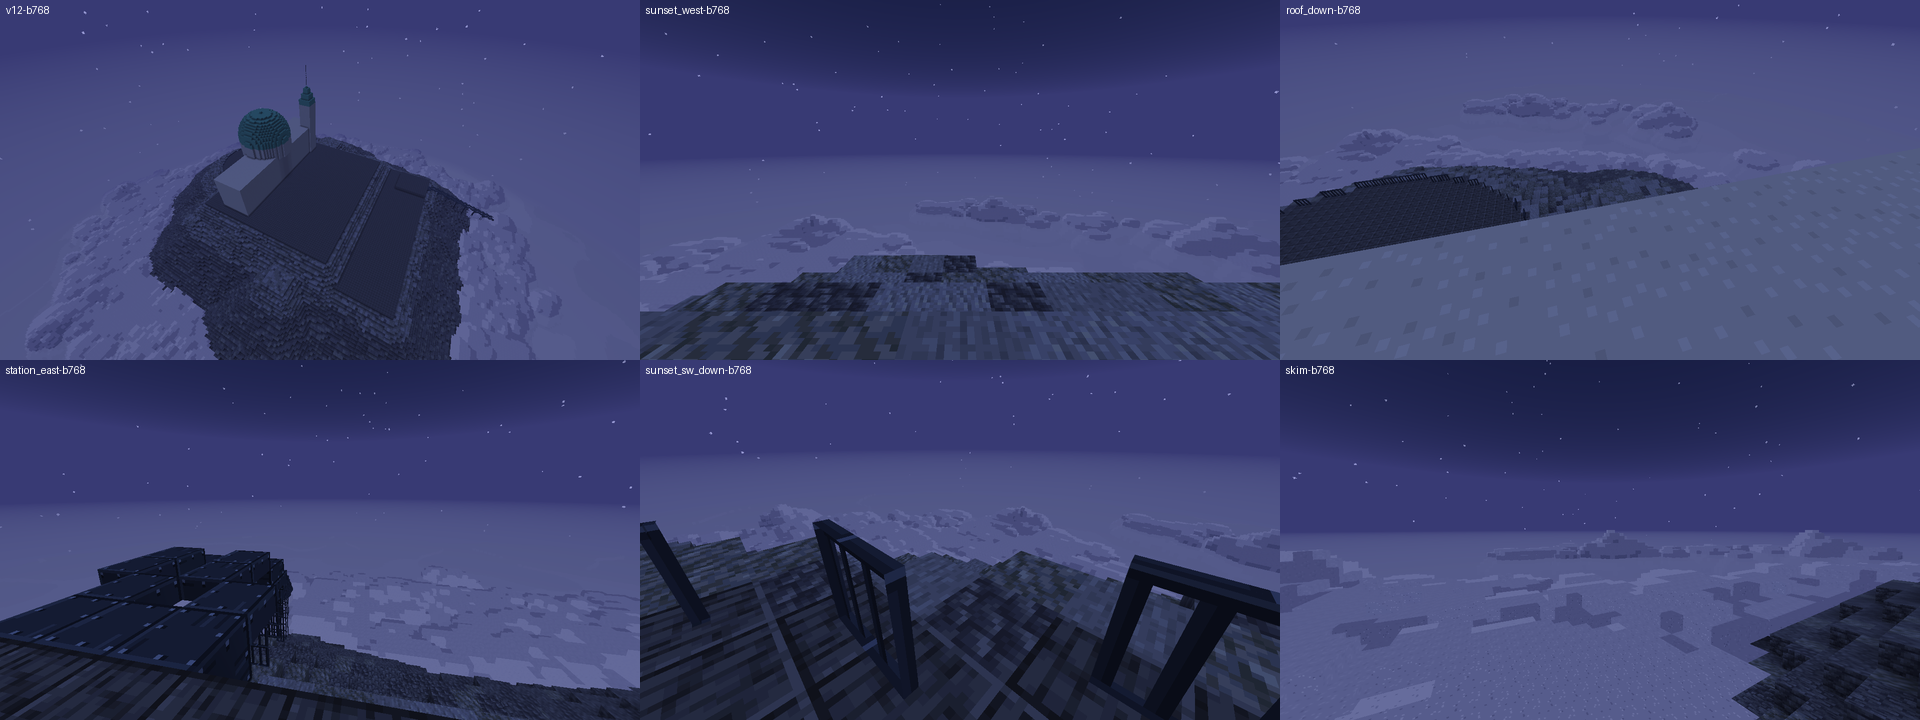 v12-b768
sunset_west-b768
roof_down-b768
station_east-b768
sunset_sw_down-b768
skim-b768